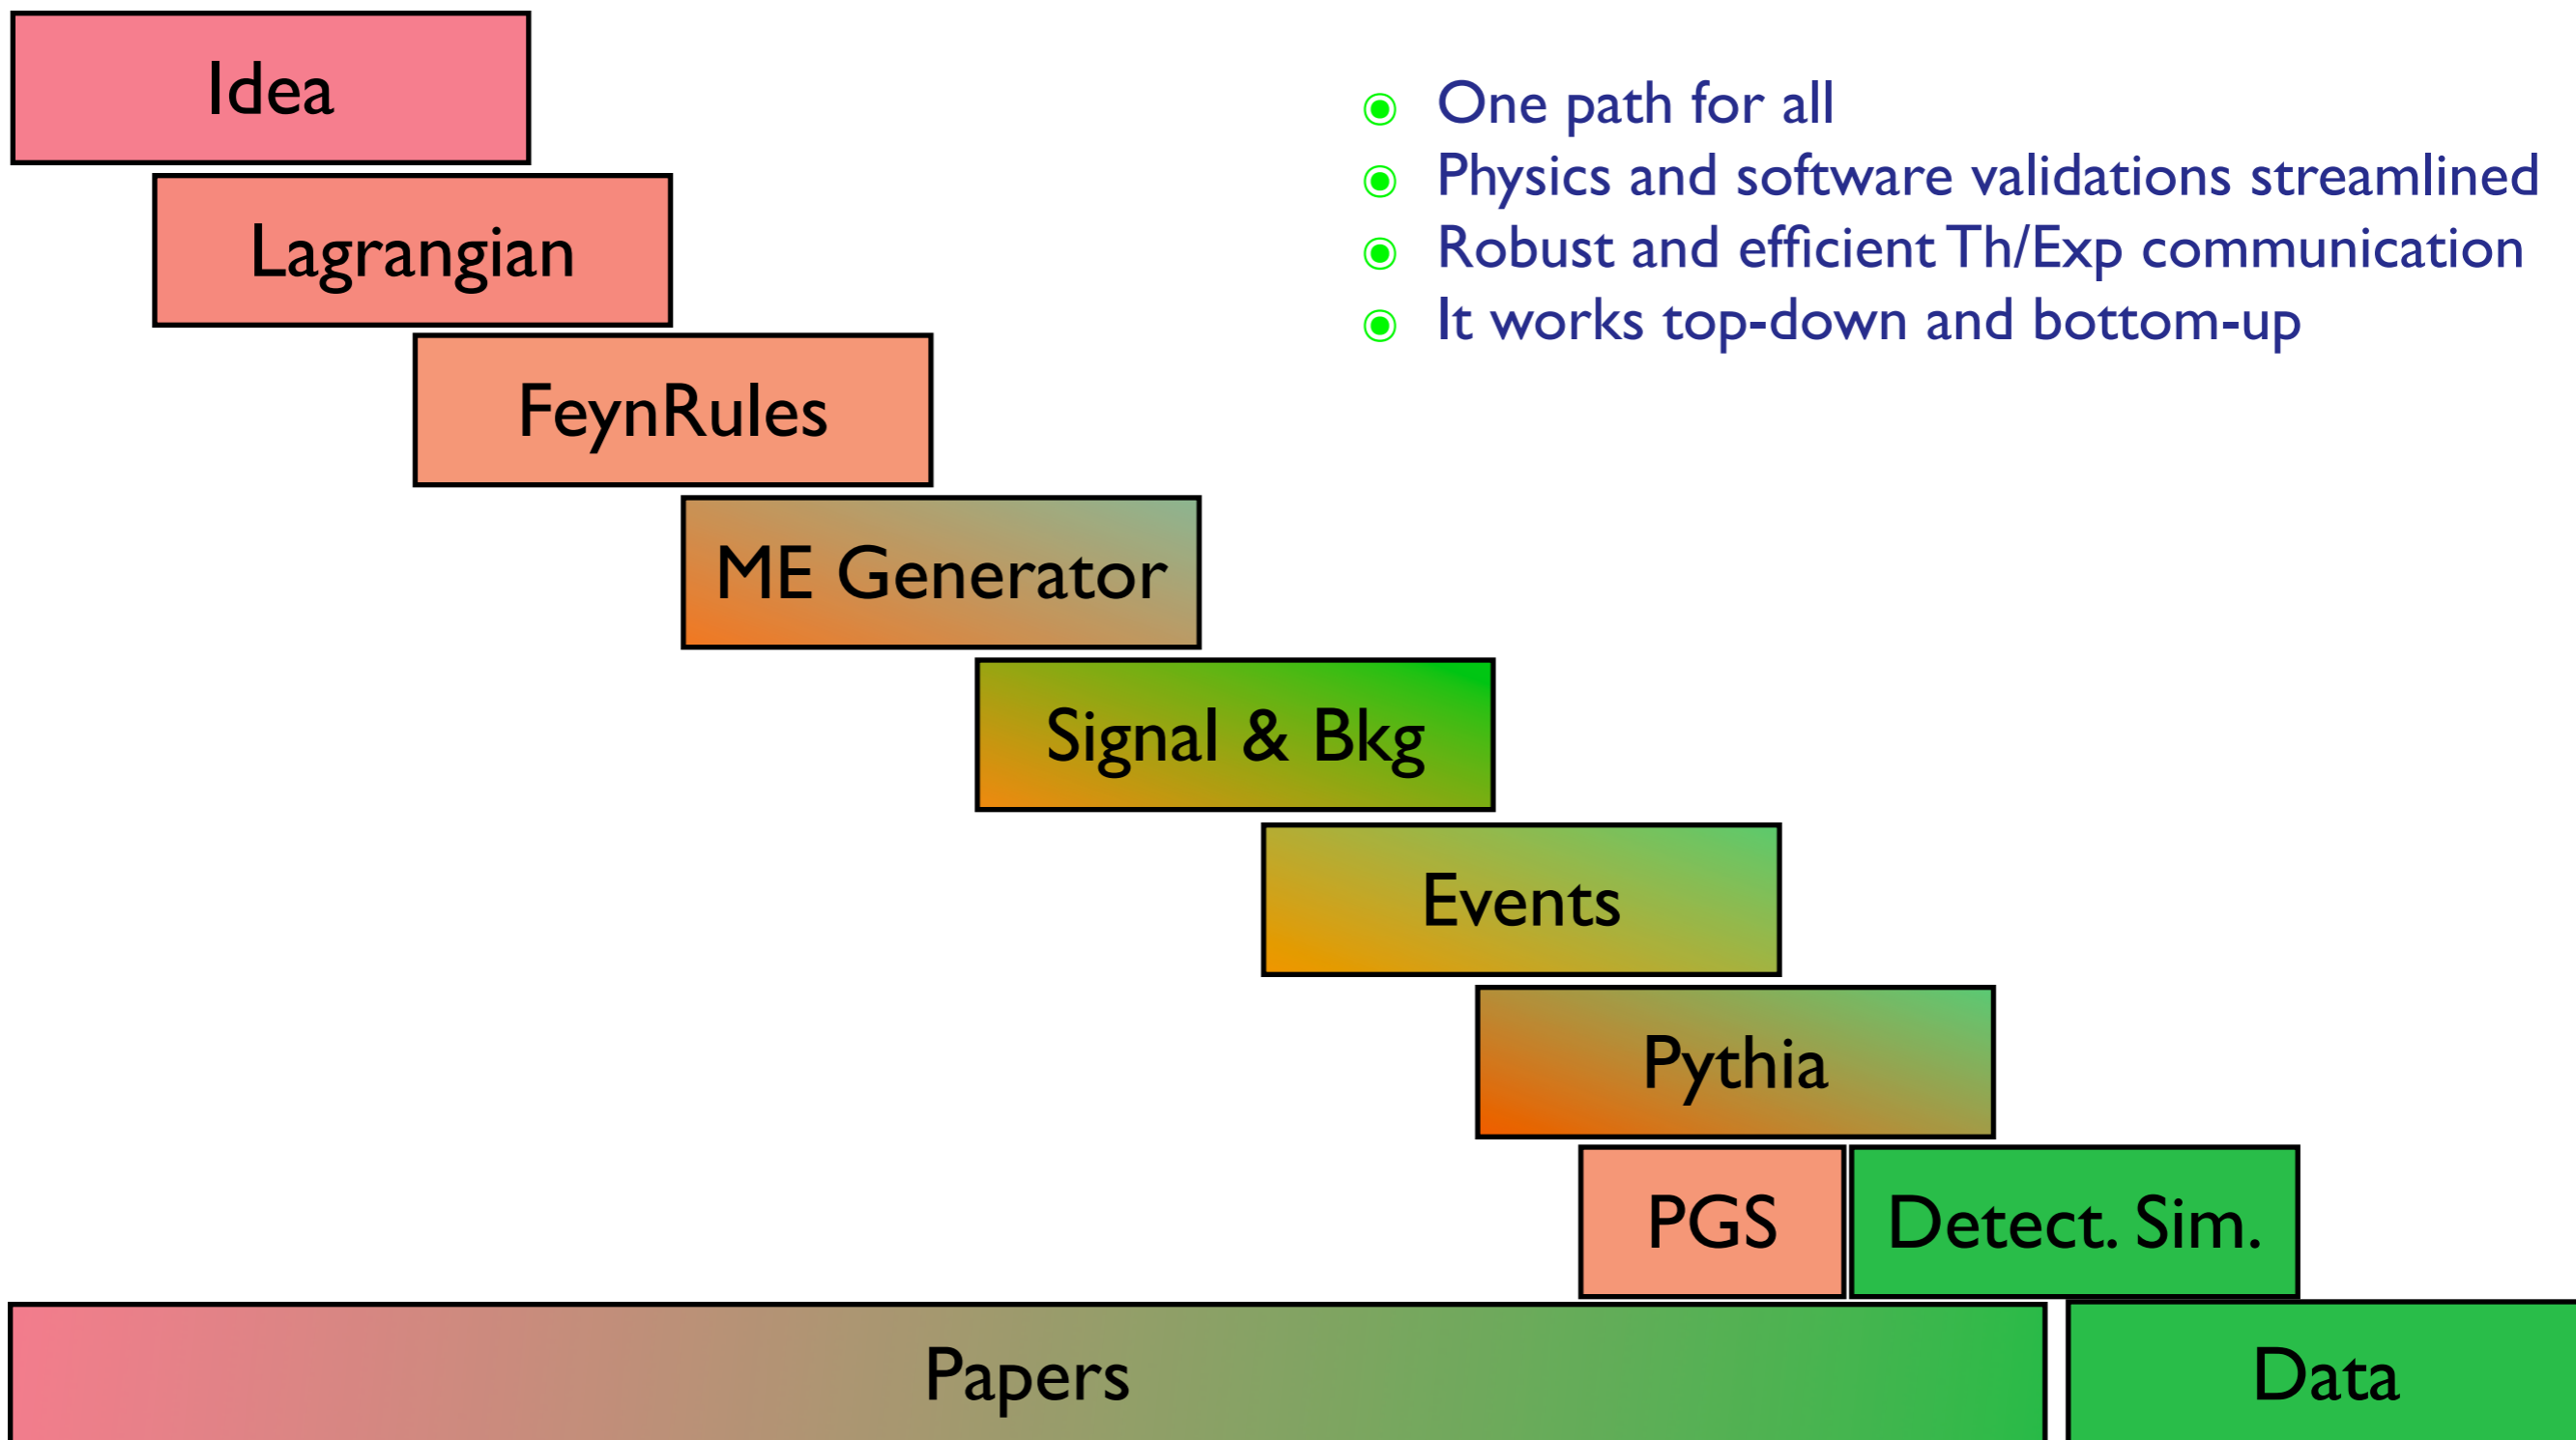 Idea
One path for all
Physics and software validations streamlined
Robust and efficient Th/Exp communication
It works top-down and bottom-up
Lagrangian
FeynRules
ME Generator
Signal & Bkg
Events
Pythia
PGS
Detect. Sim.
Papers
Data